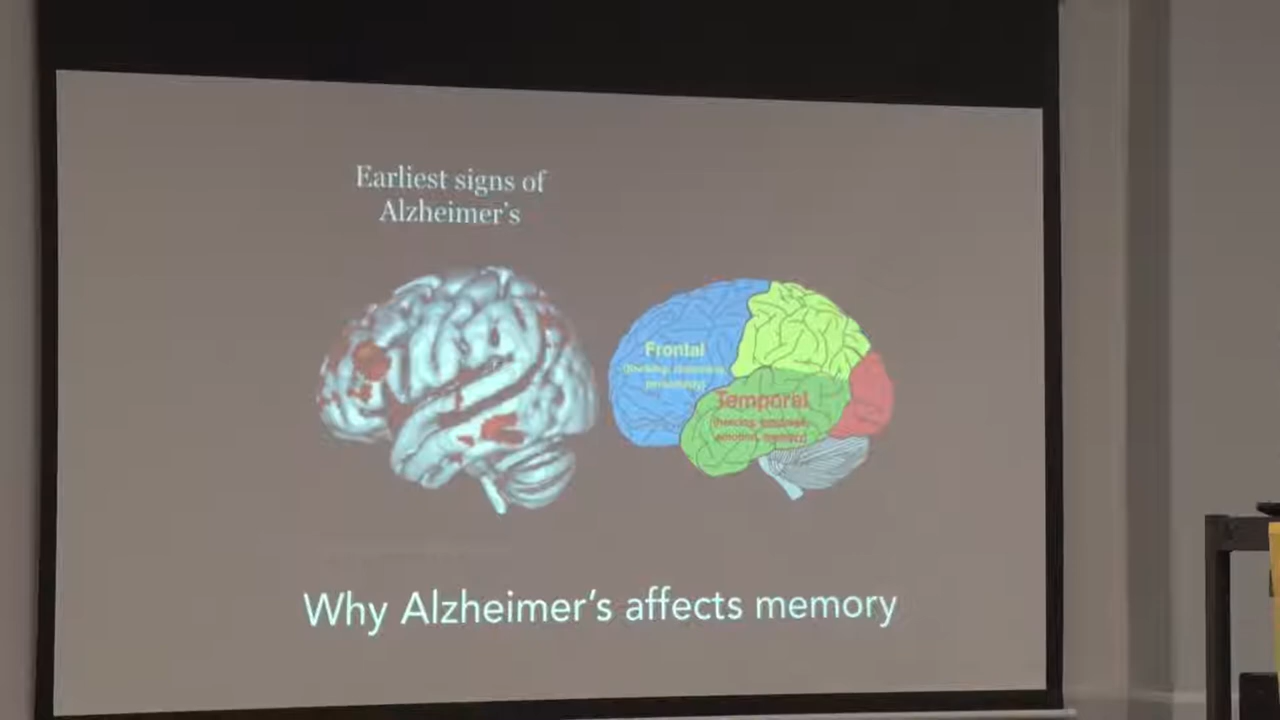 Earliest signs of
Alzheimer's
Frontal
Temporal
Why Alzheimer's affects memory